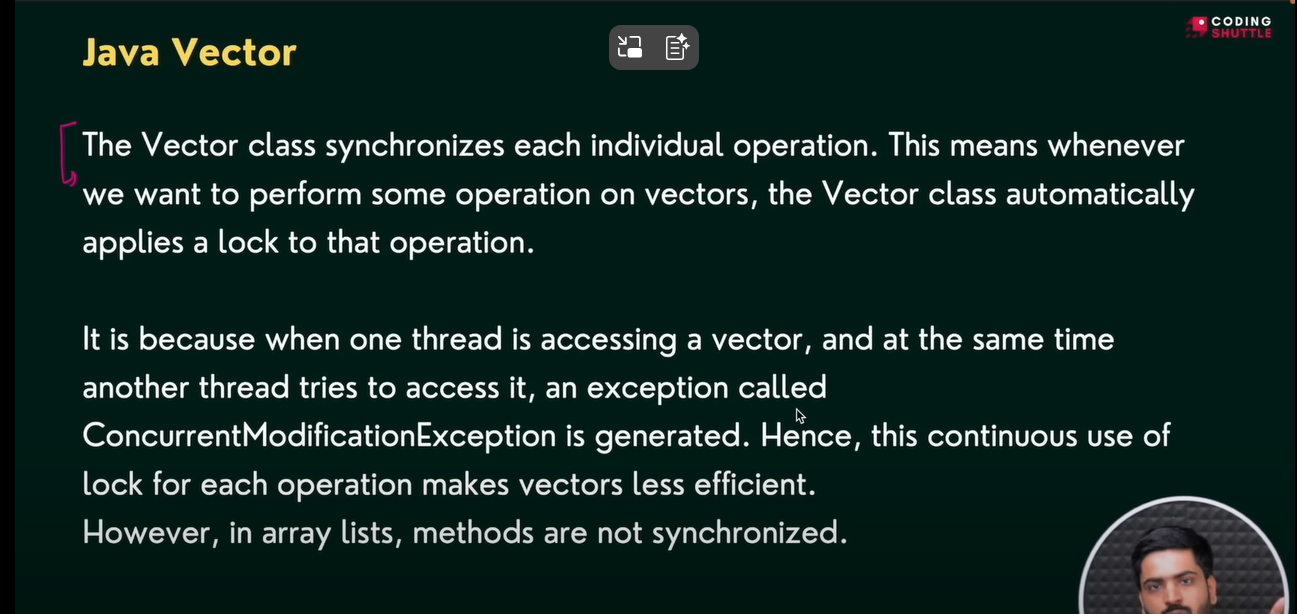 Java Vector
CODING
SHUTTLE
The Vector class synchronizes each individual operation. This means whenever
we want to perform some operation on vectors, the Vector class automatically
applies a lock to that operation.
It is because when one thread is accessing a vector, and at the same time
another thread tries to access it, an exception called
ConcurrentModificationException is generated. Hence, this continuous use of
lock for each operation makes vectors less efficient.
However, in array lists, methods are not synchronized.